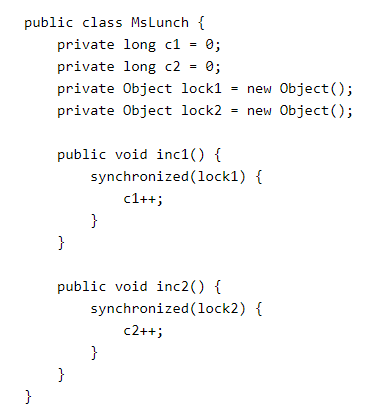 public class MsLunch {
    private long c1 = 0;
    private long c2 = 0;
    private Object lock1 = new Object();
    private Object lock2 = new Object();

    public void inc1() {
        synchronized(lock1) {
            c1++;
        }
    }

    public void inc2() {
        synchronized(lock2) {
            c2++;
        }
    }
}